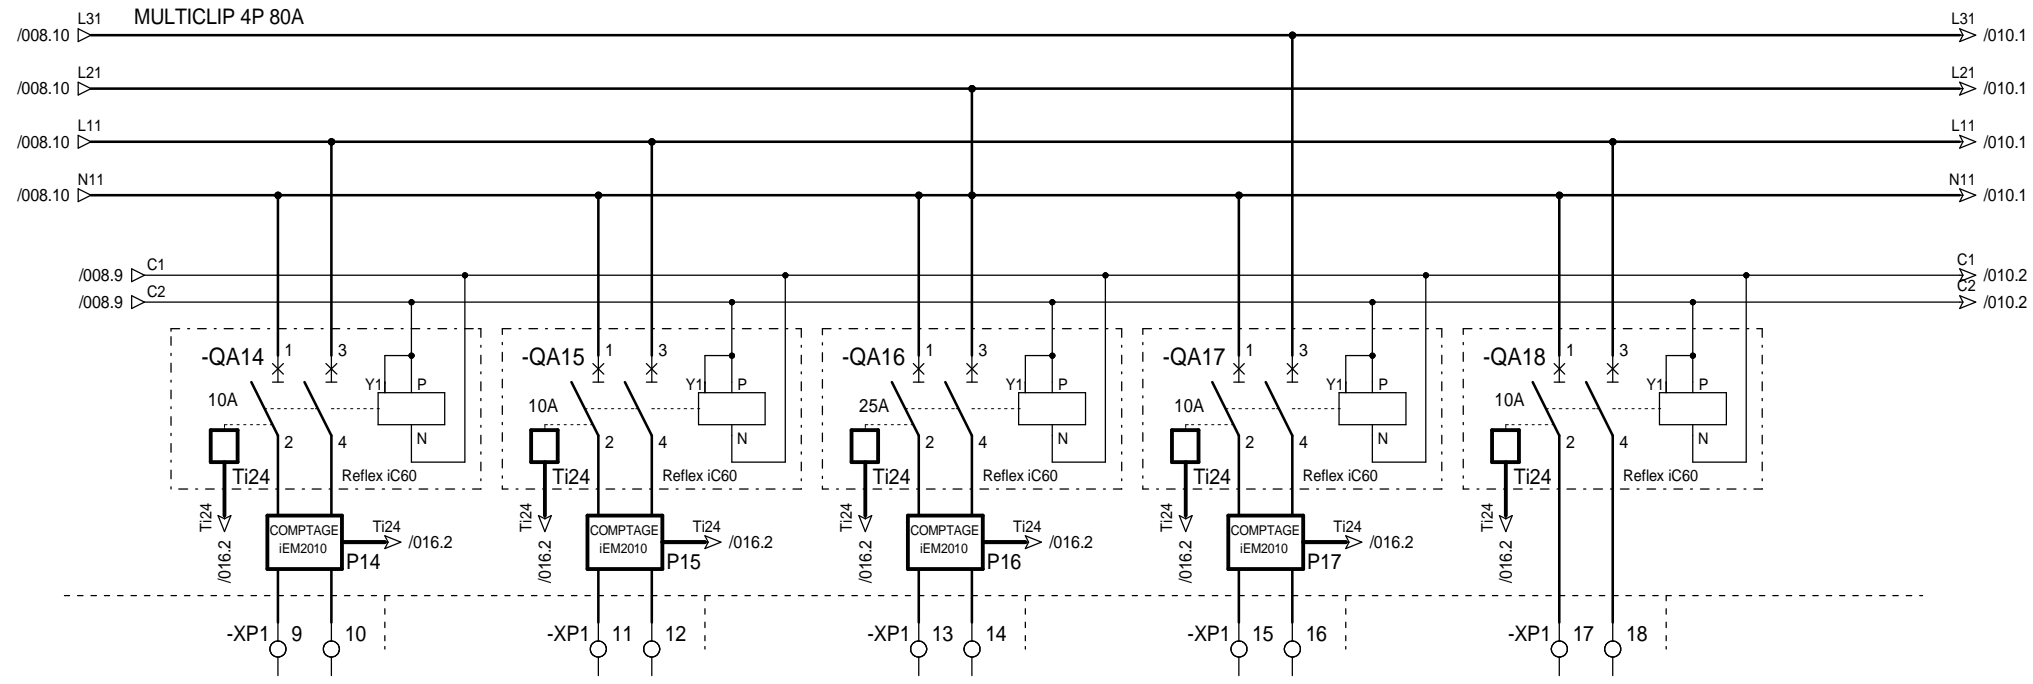 L31 MULTICLIP 4P 80A L31
/008.10 /010.1
L21 L21
/008.10 /010.1
L11 L11
/008.10 /010.1
N11 N11
/008.10 /010.1
/008.9 C1 C1 /010.2
/008.9 C2 C2 /010.2
-QA14 1 3
Y1 P
10A
2 4 N
Ti24 Reflex iC60
Ti24 /016.2
COMPTAGE iEM2010
Ti24 /016.2
P14
-XP1 9 10
-QA15 1 3
Y1 P
10A
2 4 N
Ti24 Reflex iC60
Ti24 /016.2
COMPTAGE iEM2010
Ti24 /016.2
P15
-XP1 11 12
-QA16 1 3
Y1 P
25A
2 4 N
Ti24 Reflex iC60
Ti24 /016.2
COMPTAGE iEM2010
Ti24 /016.2
P16
-XP1 13 14
-QA17 1 3
Y1 P
10A
2 4 N
Ti24 Reflex iC60
Ti24 /016.2
COMPTAGE iEM2010
Ti24 /016.2
P17
-XP1 15 16
-QA18 1 3
Y1 P
10A
2 4 N
Ti24 Reflex iC60
Ti24 /016.2
-XP1 17 18